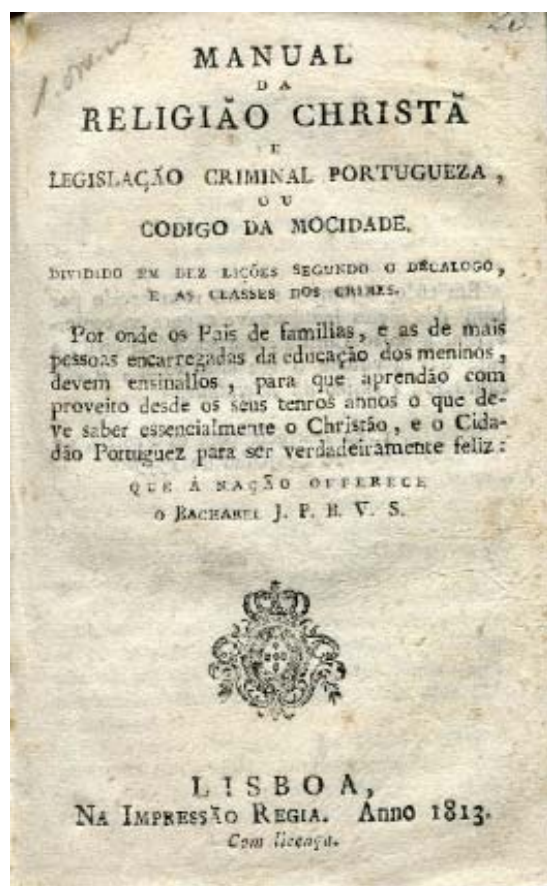 MANUAL
DA
RELIGIÃO CHRISTÃ
E
LEGISLAÇÃO CRIMINAL PORTUGUEZA,
OU
CODIGO DA MOCIDADE.
DIVIDIDO EM DEZ LIÇÕES SEGUNDO O DECALOGO,
E AS CLASSES DOS CRIMES.
Por onde os Pais de familias, e as de mais
pessoas encarregadas da educação dos meninos,
devem ensinallos, para que aprendão com
proveito desde os seus tenros annos o que de-
ve saber essencialmente o Christão, e o Cida-
dão Portuguez para ser verdadeiramente feliz:
QUE Á NAÇÃO OFFERECE
O BACHAREL J. P. R. V. S.
LISBOA,
NA IMPRESSÃO REGIA. Anno 1813.
Com licença.